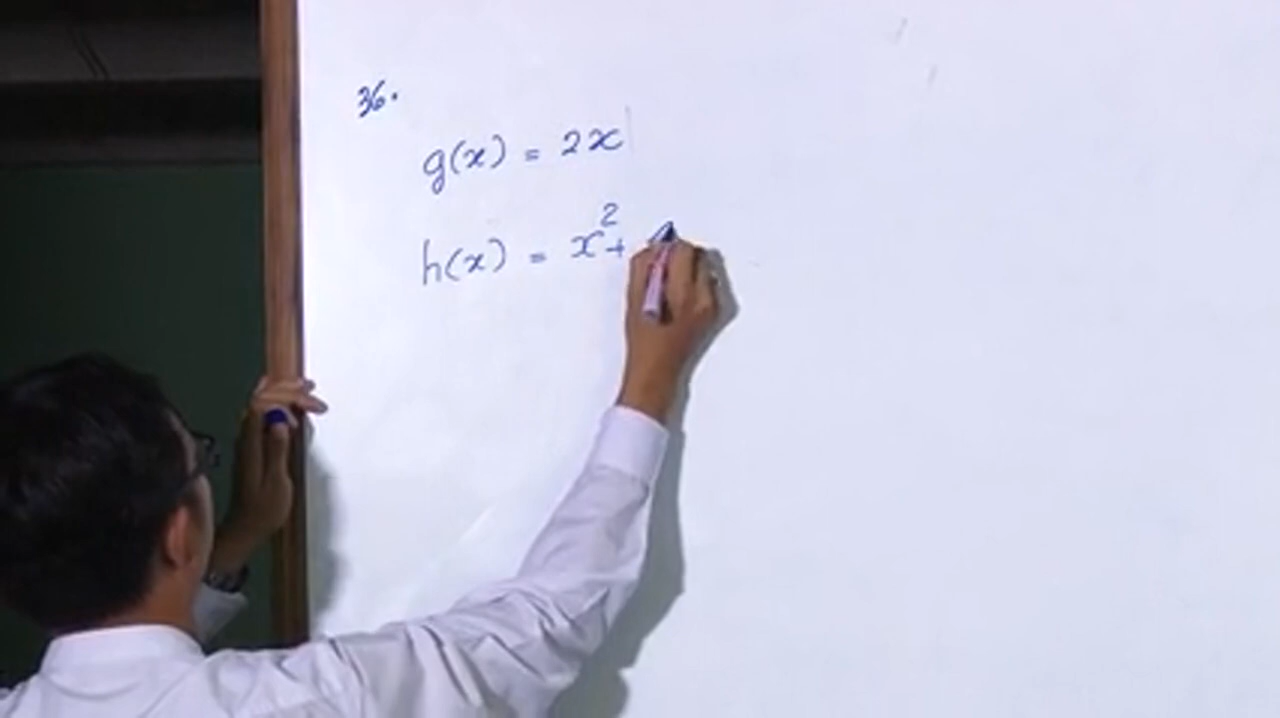 36.
g(x) = 2x
h(x) = x² +